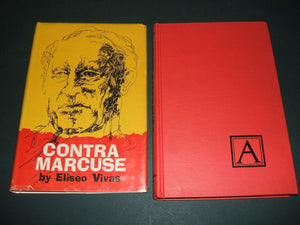 CONTRA
MARCUSE
by Eliseo Vivas
A